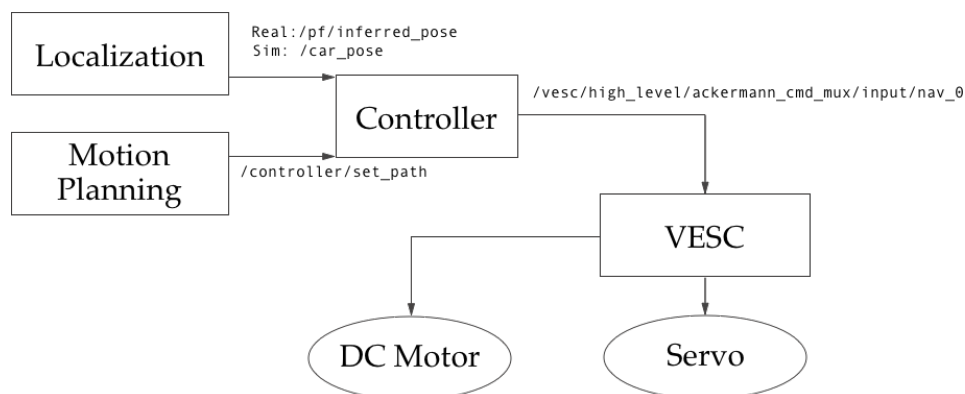 Localization
Real:/pf/inferred_pose
Sim: /car_pose
Controller
/vesc/high_level/ackermann_cmd_mux/input/nav_0
Motion
Planning
/controller/set_path
VESC
DC Motor
Servo